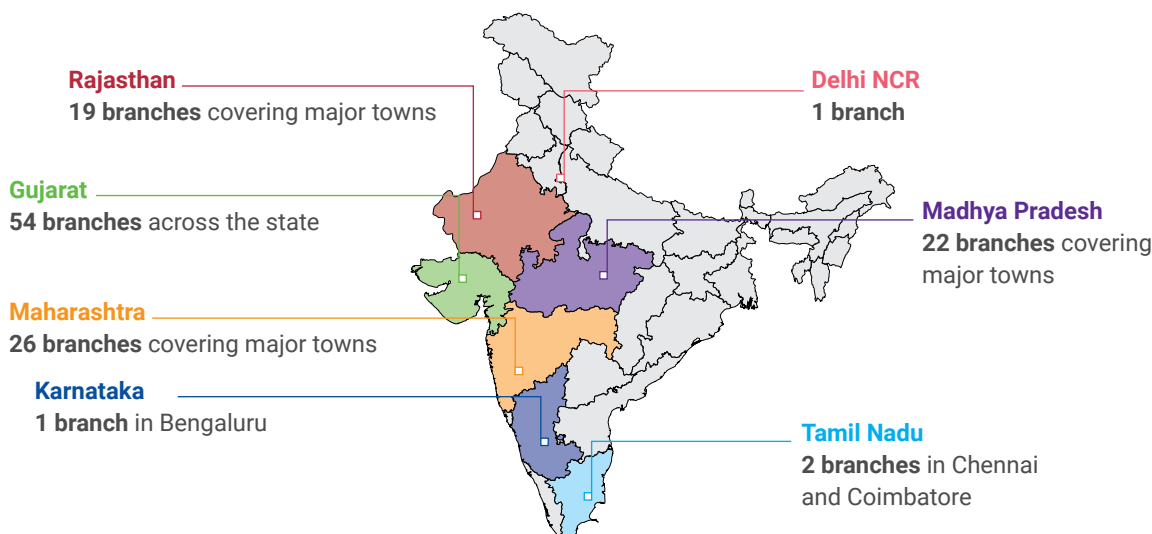 Rajasthan
19 branches covering major towns
Delhi NCR
1 branch
Gujarat
54 branches across the state
Madhya Pradesh
22 branches covering
major towns
Maharashtra
26 branches covering major towns
Karnataka
1 branch in Bengaluru
Tamil Nadu
2 branches in Chennai
and Coimbatore